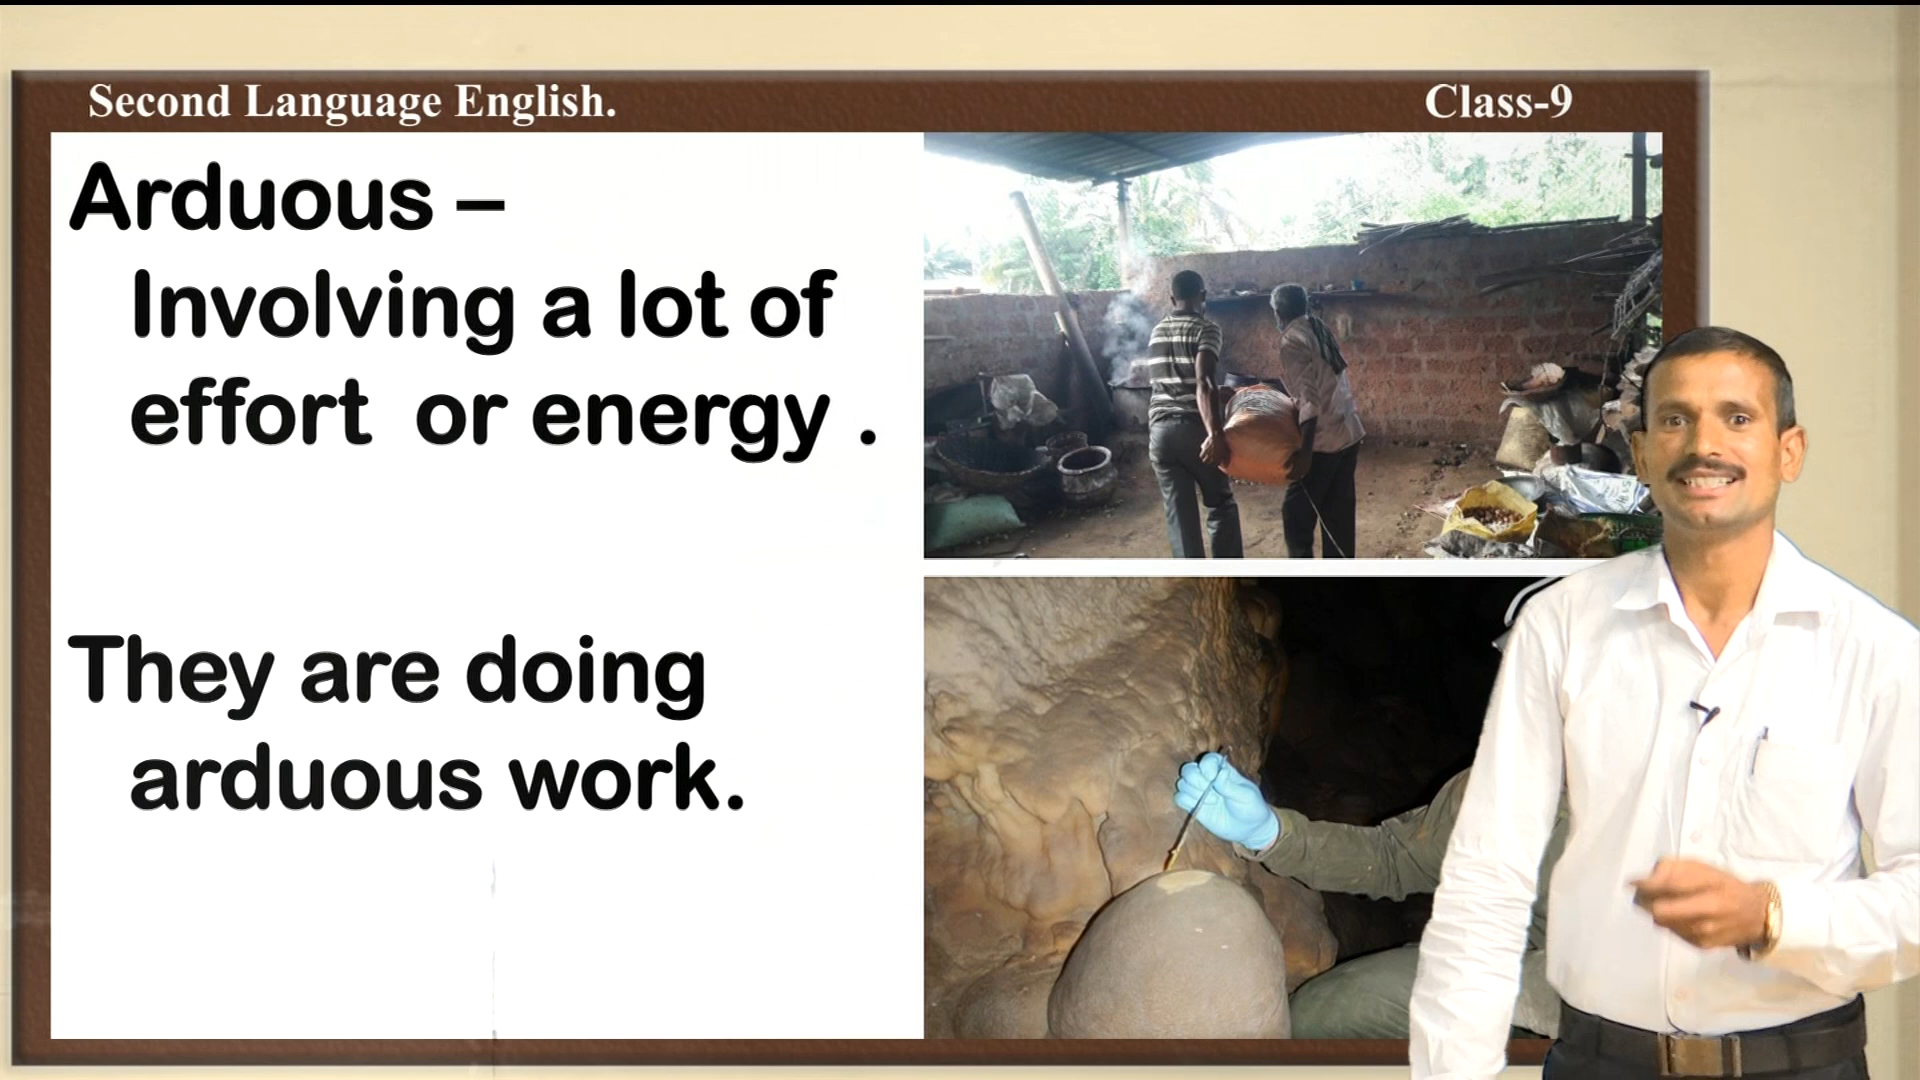 Second Language English.
Class-9
Arduous –
Involving a lot of
effort or energy .
They are doing
arduous work.